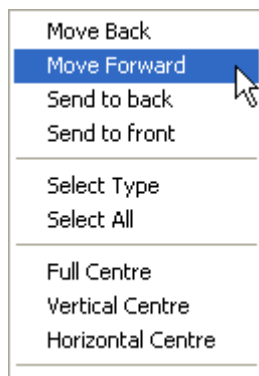 Move Back
Move Forward
Send to back
Send to front
Select Type
Select All
Full Centre
Vertical Centre
Horizontal Centre